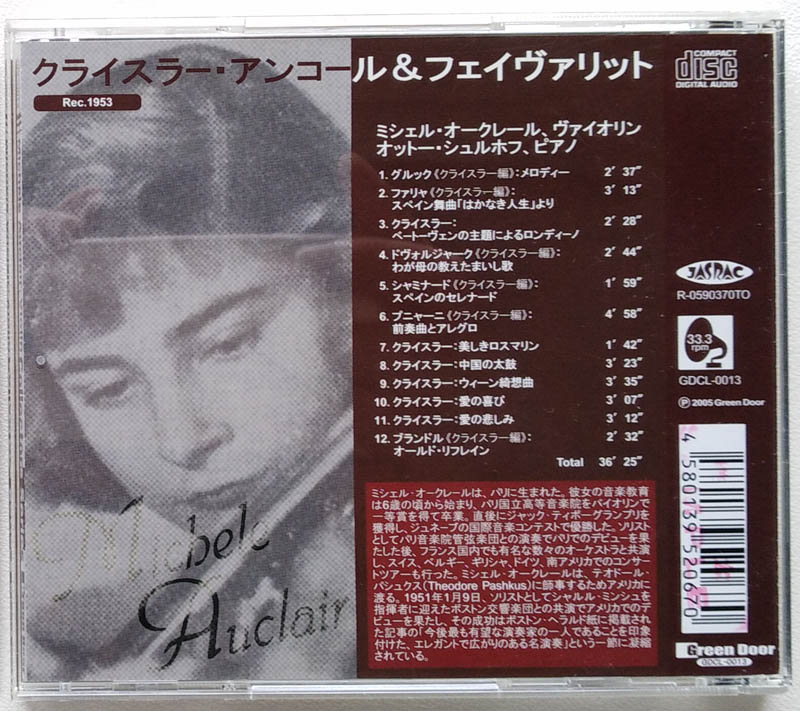 クライスラー・アンコール＆フェイヴァリット
COMPACT
disc
DIGITAL AUDIO
Rec.1953
ミシェル・オークレール、ヴァイオリン
オットー・シュルホフ、ピアノ
1. グルック《クライスラー編》：メロディー 2′ 37″
2. ファリャ《クライスラー編》： 3′ 13″
スペイン舞曲「はかなき人生」より
3. クライスラー： 2′ 28″
ベートーヴェンの主題によるロンディーノ
4. ドヴォルジャーク《クライスラー編》： 2′ 44″
わが母の教えたまいし歌
5. シャミナード《クライスラー編》： 1′ 59″
スペインのセレナード
6. プニャーニ《クライスラー編》： 4′ 58″
前奏曲とアレグロ
7. クライスラー：美しきロスマリン 1′ 42″
8. クライスラー：中国の太鼓 3′ 23″
9. クライスラー：ウィーン綺想曲 3′ 35″
10. クライスラー：愛の喜び 3′ 07″
11. クライスラー：愛の悲しみ 3′ 12″
12. ブランドル《クライスラー編》： 2′ 32″
オールド・リフレイン
Total 36′ 25″
ミシェル・オークレールは、パリに生まれた。彼女の音楽教育
は6歳の頃から始まり、パリ国立高等音楽院をバイオリンで
一等賞を得て卒業。直後にジャック・ティボーグランプリを
獲得し、ジュネーブの国際音楽コンテストで優勝した。ソリスト
としてパリ音楽院管弦楽団との演奏でパリでのデビューを果
たした後、フランス国内でも有名な数々のオーケストラと共演
し、スイス、ベルギー、ギリシャ、ドイツ、南アメリカでのコンサー
トツアーも行った。ミシェル・オークレールは、テオドール・
パシュクス(Theodore Pashkus)に師事するためアメリカに
渡る。1951年1月9日、ソリストとしてシャルル・ミンシュを
指揮者に迎えたボストン交響楽団との共演でアメリカでのデ
ビューを果たし、その成功はボストン・ヘラルド紙に掲載され
た記事の「今後最も有望な演奏家の一人であることを印象
付けた、エレガントで広がりのある名演奏」という一節に凝縮
されている。
Michele
Auclair
JASRAC
R-0590370TO
33.3
rpm
GDCL-0013
Ⓟ 2005 Green Door
4 580139 520670
Green Door
GDCL-0013